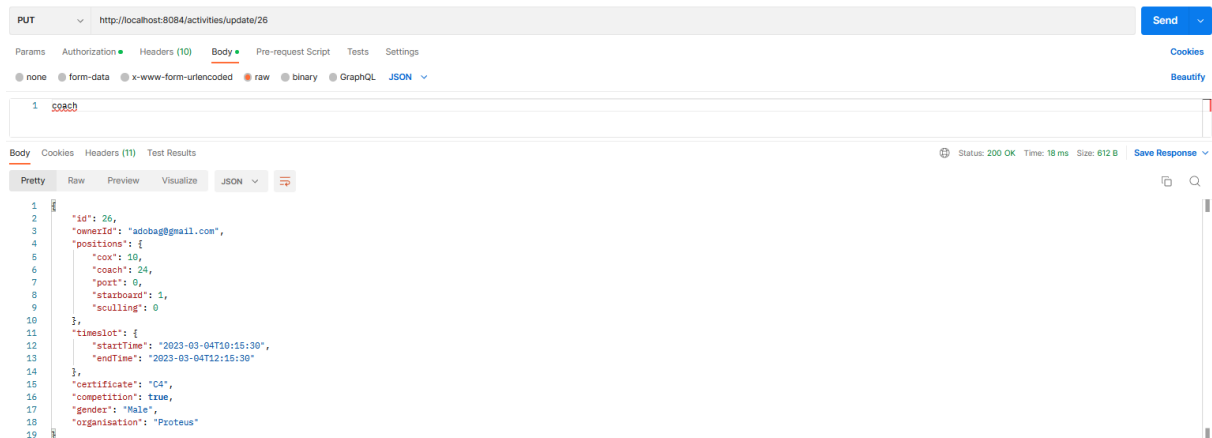 PUT http://localhost:8084/activities/update/26 Send
Params Authorization Headers (10) Body Pre-request Script Tests Settings Cookies
none form-data x-www-form-urlencoded raw binary GraphQL JSON Beautify
1 coach
Body Cookies Headers (11) Test Results Status: 200 OK Time: 18 ms Size: 612 B Save Response
Pretty Raw Preview Visualize JSON
1 {
2 "id": 26,
3 "ownerId": "adobag@gmail.com",
4 "positions": {
5 "cox": 10,
6 "coach": 24,
7 "port": 0,
8 "starboard": 1,
9 "sculling": 0
10 },
11 "timeslot": {
12 "startTime": "2023-03-04T10:15:30",
13 "endTime": "2023-03-04T12:15:30"
14 },
15 "certificate": "C4",
16 "competition": true,
17 "gender": "Male",
18 "organisation": "Proteus"
19 }